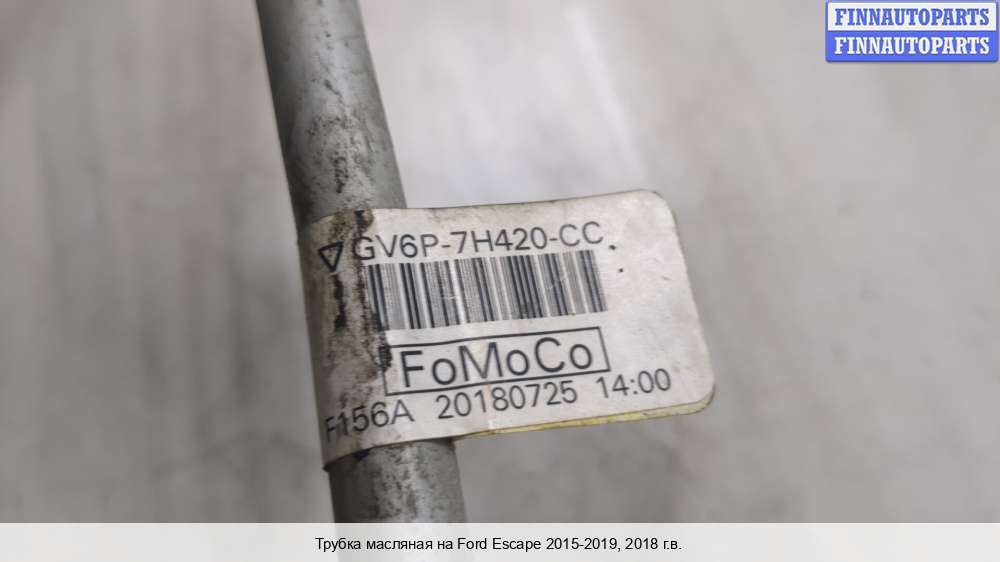 FINNAUTOPARTS
FINNAUTOPARTS
GV6P-7H420-CC
FoMoCo
F156A 20180725 14:00
Трубка масляная на Ford Escape 2015-2019, 2018 г.в.